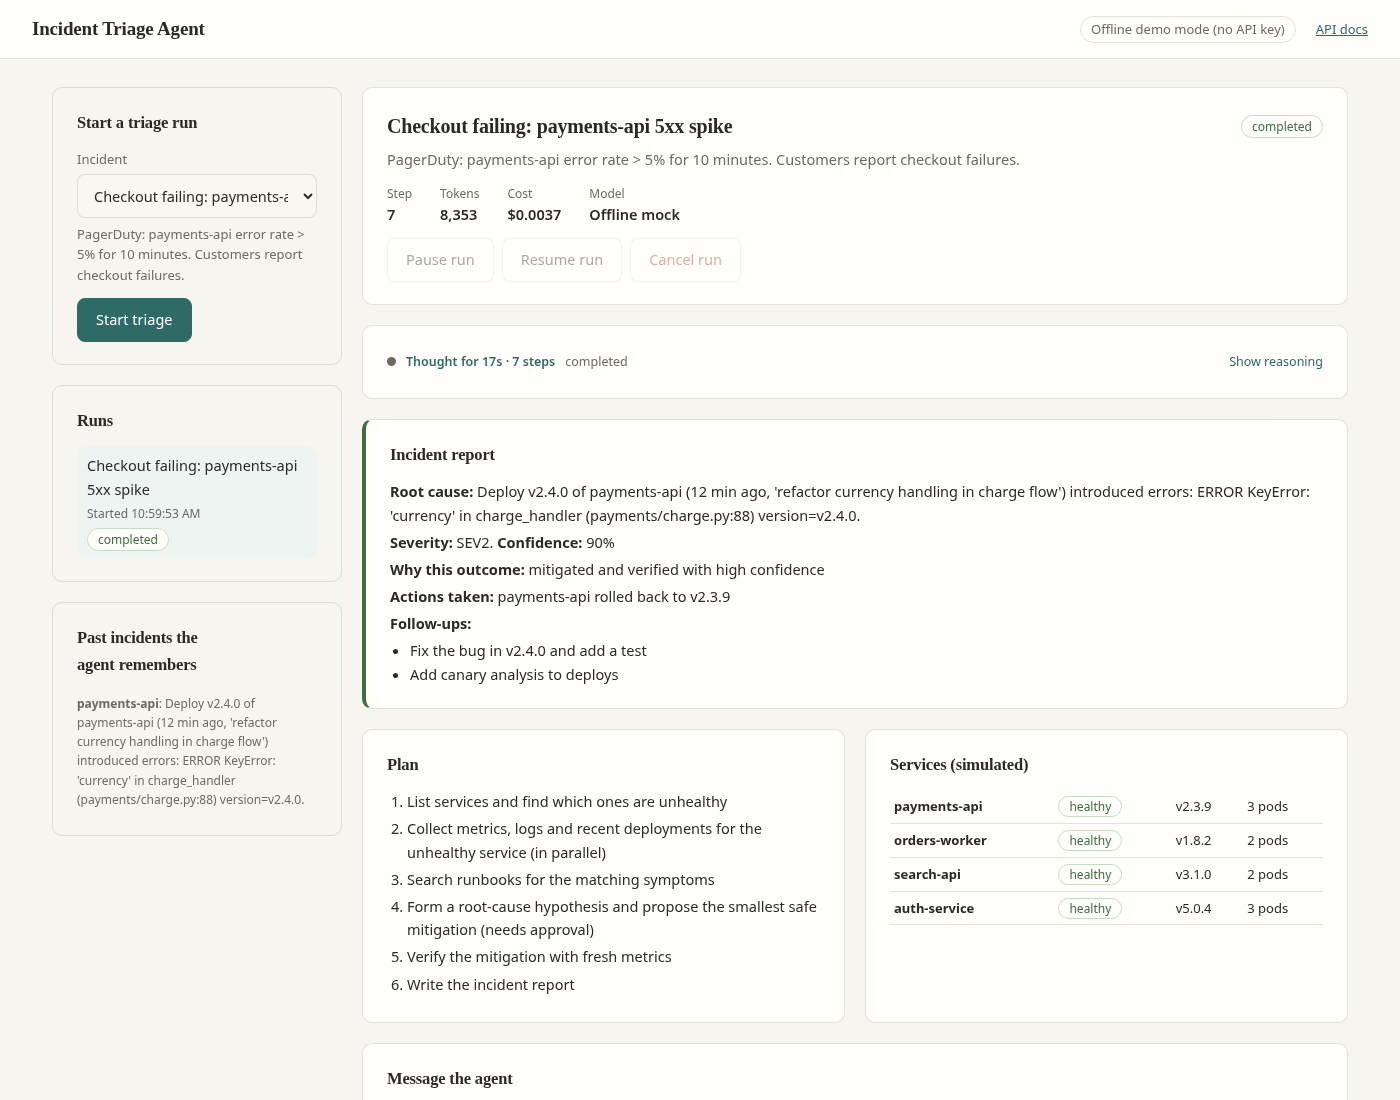 Incident Triage Agent
Offline demo mode (no API key)
API docs
Start a triage run
Incident
Checkout failing: payments-a
PagerDuty: payments-api error rate >
5% for 10 minutes. Customers report
checkout failures.
Start triage
Runs
Checkout failing: payments-api
5xx spike
Started 10:59:53 AM
completed
Past incidents the
agent remembers
payments-api: Deploy v2.4.0 of
payments-api (12 min ago, 'refactor
currency handling in charge flow')
introduced errors: ERROR KeyError:
'currency' in charge_handler
(payments/charge.py:88) version=v2.4.0.
Checkout failing: payments-api 5xx spike
completed
PagerDuty: payments-api error rate > 5% for 10 minutes. Customers report checkout failures.
Step Tokens Cost Model
7 8,353 $0.0037 Offline mock
Pause run Resume run Cancel run
Thought for 17s · 7 steps completed
Show reasoning
Incident report
Root cause: Deploy v2.4.0 of payments-api (12 min ago, 'refactor currency handling in charge flow') introduced errors: ERROR KeyError:
'currency' in charge_handler (payments/charge.py:88) version=v2.4.0.
Severity: SEV2. Confidence: 90%
Why this outcome: mitigated and verified with high confidence
Actions taken: payments-api rolled back to v2.3.9
Follow-ups:
• Fix the bug in v2.4.0 and add a test
• Add canary analysis to deploys
Plan
1. List services and find which ones are unhealthy
2. Collect metrics, logs and recent deployments for the
unhealthy service (in parallel)
3. Search runbooks for the matching symptoms
4. Form a root-cause hypothesis and propose the smallest safe
mitigation (needs approval)
5. Verify the mitigation with fresh metrics
6. Write the incident report
Services (simulated)
payments-api healthy v2.3.9 3 pods
orders-worker healthy v1.8.2 2 pods
search-api healthy v3.1.0 2 pods
auth-service healthy v5.0.4 3 pods
Message the agent